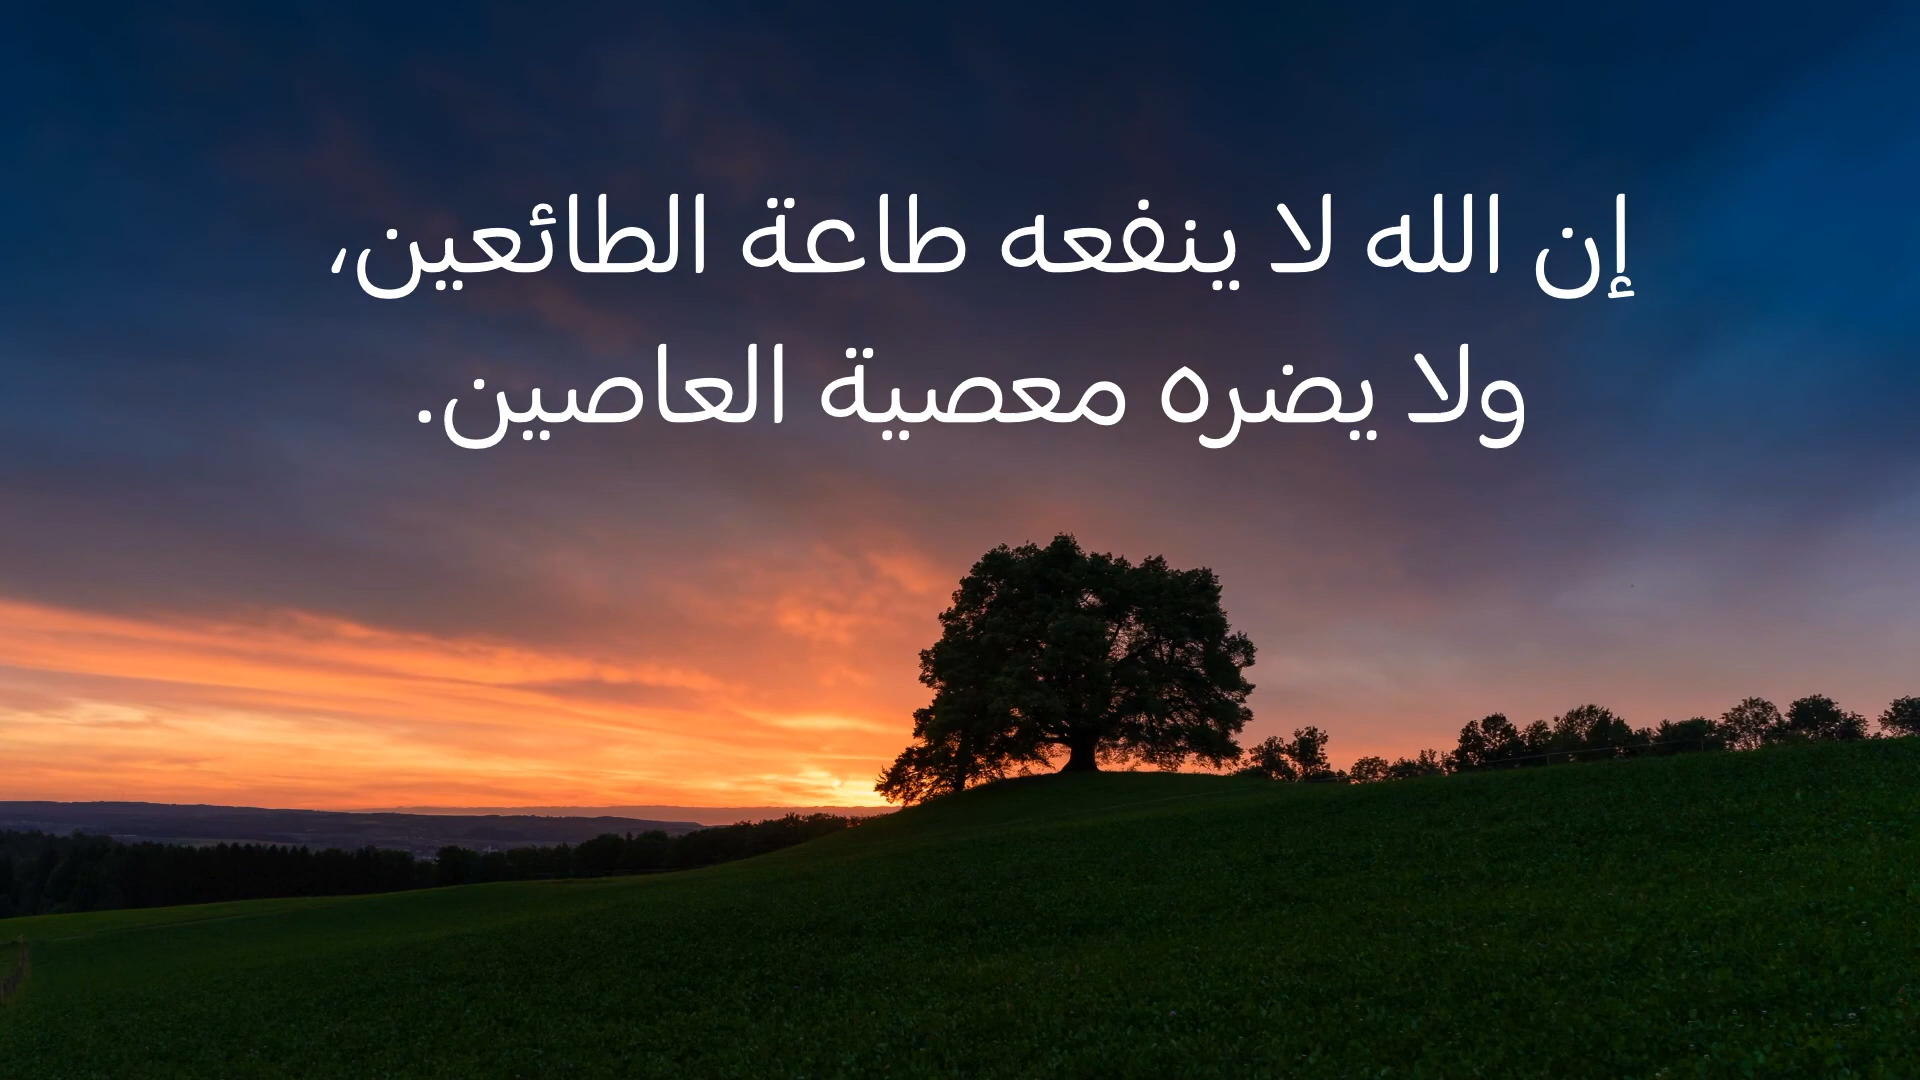 إن الله لا ينفعه طاعة الطائعين،
ولا يضره معصية العاصين.